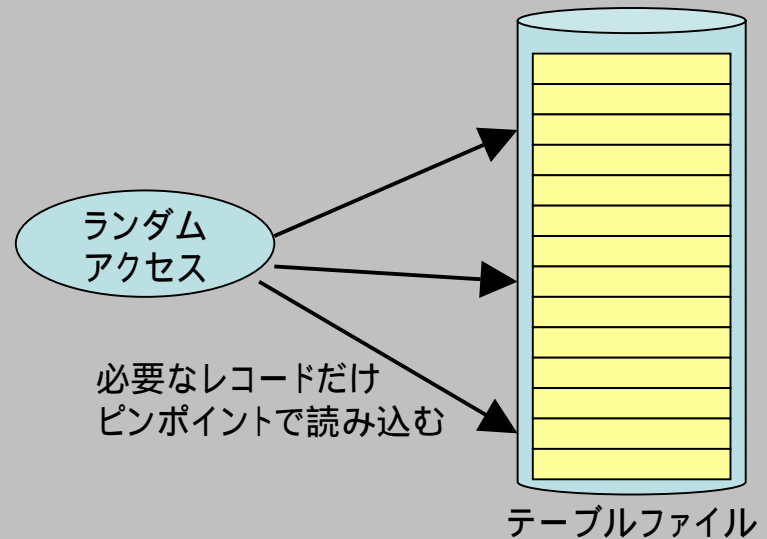 ランダム
アクセス
必要なレコードだけ
ピンポイントで読み込む
テーブルファイル